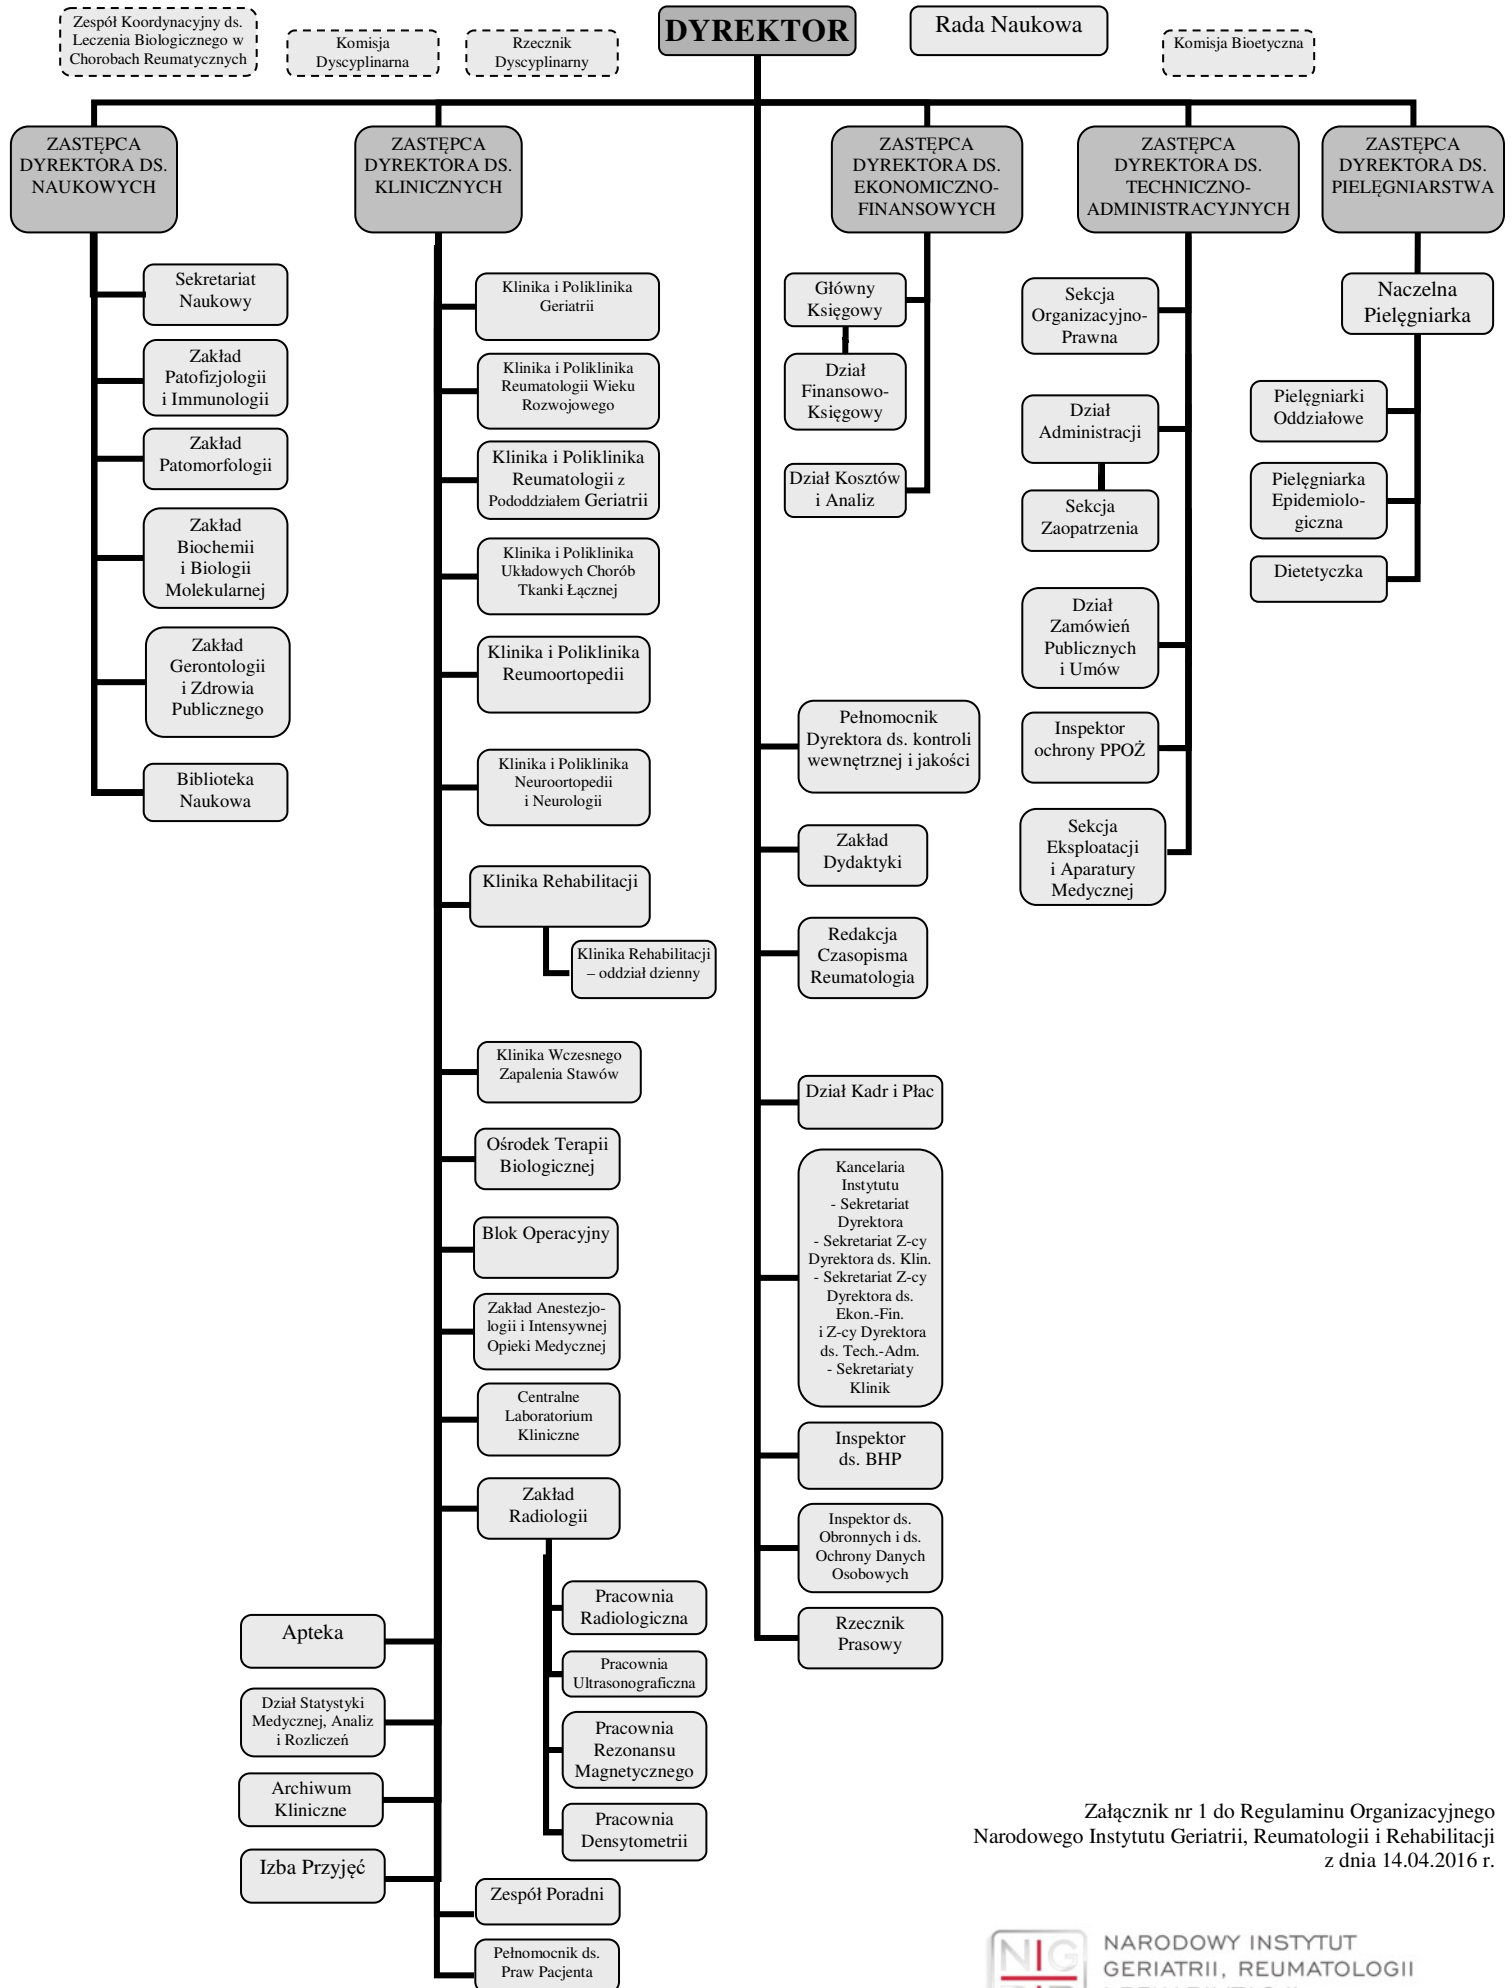 Zespół Koordynacyjny ds.
Leczenia Biologicznego w
Chorobach Reumatycznych
Komisja
Dyscyplinarna
Rzecznik
Dyscyplinarny
DYREKTOR
Rada Naukowa
Komisja Bioetyczna
ZASTĘPCA
DYREKTORA DS.
NAUKOWYCH
ZASTĘPCA
DYREKTORA DS.
KLINICZNYCH
ZASTĘPCA
DYREKTORA DS.
EKONOMICZNO-
FINANSOWYCH
ZASTĘPCA
DYREKTORA DS.
TECHNICZNO-
ADMINISTRACYJNYCH
ZASTĘPCA
DYREKTORA DS.
PIELĘGNIARSTWA
Sekretariat
Naukowy
Zakład
Patofizjologii
i Immunologii
Zakład
Patomorfologii
Zakład
Biochemii
i Biologii
Molekularnej
Zakład
Gerontologii
i Zdrowia
Publicznego
Biblioteka
Naukowa
Klinika i Poliklinika
Geriatrii
Klinika i Poliklinika
Reumatologii Wieku
Rozwojowego
Klinika i Poliklinika
Reumatologii z
Pododdziałem Geriatrii
Klinika i Poliklinika
Układowych Chorób
Tkanki Łącznej
Klinika i Poliklinika
Reumoortopedii
Klinika i Poliklinika
Neuroortopedii
i Neurologii
Klinika Rehabilitacji
Klinika Rehabilitacji
– oddział dzienny
Klinika Wczesnego
Zapalenia Stawów
Ośrodek Terapii
Biologicznej
Blok Operacyjny
Zakład Anestezjo-
logii i Intensywnej
Opieki Medycznej
Centralne
Laboratorium
Kliniczne
Zakład
Radiologii
Pracownia
Radiologiczna
Pracownia
Ultrasonograficzna
Pracownia
Rezonansu
Magnetycznego
Pracownia
Densytometrii
Apteka
Dział Statystyki
Medycznej, Analiz
i Rozliczeń
Archiwum
Kliniczne
Izba Przyjęć
Zespół Poradni
Pełnomocnik ds.
Praw Pacjenta
Główny
Księgowy
Dział
Finansowo-
Księgowy
Dział Kosztów
i Analiz
Pełnomocnik
Dyrektora ds. kontroli
wewnętrznej i jakości
Zakład
Dydaktyki
Redakcja
Czasopisma
Reumatologia
Dział Kadr i Płac
Kancelaria
Instytutu
- Sekretariat
Dyrektora
- Sekretariat Z-cy
Dyrektora ds. Klin.
- Sekretariat Z-cy
Dyrektora ds.
Ekon.-Fin.
i Z-cy Dyrektora
ds. Tech.-Adm.
- Sekretariaty
Klinik
Inspektor
ds. BHP
Inspektor ds.
Obronnych i ds.
Ochrony Danych
Osobowych
Rzecznik
Prasowy
Sekcja
Organizacyjno-
Prawna
Dział
Administracji
Sekcja
Zaopatrzenia
Dział
Zamówień
Publicznych
i Umów
Inspektor
ochrony PPOŻ
Sekcja
Eksploatacji
i Aparatury
Medycznej
Naczelna
Pielęgniarka
Pielęgniarki
Oddziałowe
Pielęgniarka
Epidemiolo-
giczna
Dietetyczka
Załącznik nr 1 do Regulaminu Organizacyjnego
Narodowego Instytutu Geriatrii, Reumatologii i Rehabilitacji
z dnia 14.04.2016 r.
NIG
NARODOWY INSTYTUT
GERIATRII, REUMATOLOGII